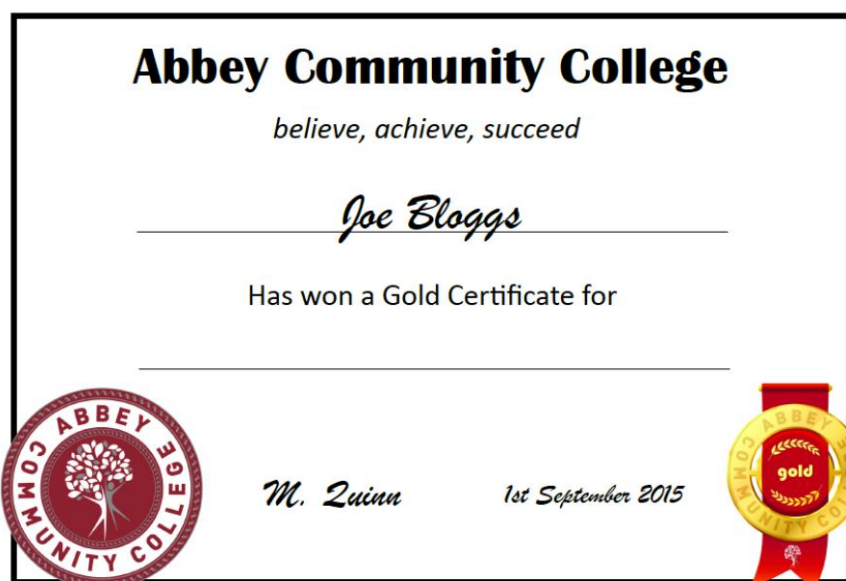 Abbey Community College
believe, achieve, succeed
Joe Bloggs
Has won a Gold Certificate for
ABBEY
COMMUNITY COLLEGE
M. Quinn
1st September 2015
ABBEY
gold
COMMUNITY CO